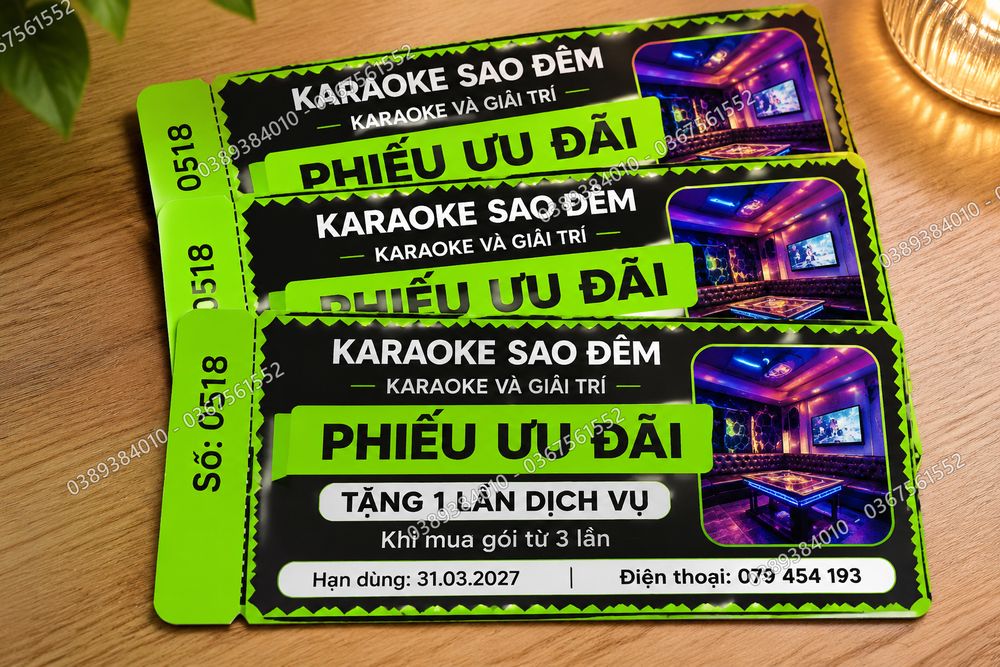 0518
KARAOKE SAO ĐÊM
KARAOKE VÀ GIẢI TRÍ
PHIẾU ƯU ĐÃI
0518
KARAOKE SAO ĐÊM
KARAOKE VÀ GIẢI TRÍ
PHIẾU ƯU ĐÃI
Số: 0518
KARAOKE SAO ĐÊM
KARAOKE VÀ GIẢI TRÍ
PHIẾU ƯU ĐÃI
TẶNG 1 LẦN DỊCH VỤ
Khi mua gói từ 3 lần
Hạn dùng: 31.03.2027 | Điện thoại: 079 454 193
0389384010 - 0367561552